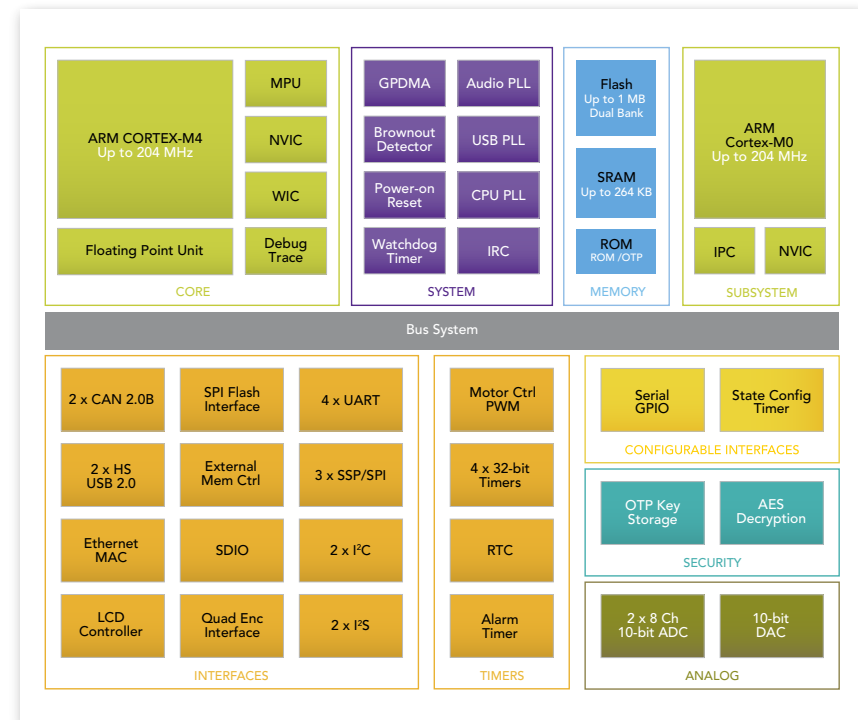 ARM CORTEX-M4
Up to 204 MHz
MPU
NVIC
WIC
Floating Point Unit
Debug
Trace
CORE
GPDMA
Audio PLL
Brownout
Detector
USB PLL
Power-on
Reset
CPU PLL
Watchdog
Timer
IRC
SYSTEM
Flash
Up to 1 MB
Dual Bank
SRAM
Up to 264 KB
ROM
ROM /OTP
MEMORY
ARM
Cortex-M0
Up to 204 MHz
IPC
NVIC
SUBSYSTEM
Bus System
2 x CAN 2.0B
SPI Flash
Interface
4 x UART
2 x HS
USB 2.0
External
Mem Ctrl
3 x SSP/SPI
Ethernet
MAC
SDIO
2 x I²C
LCD
Controller
Quad Enc
Interface
2 x I²S
INTERFACES
Motor Ctrl
PWM
4 x 32-bit
Timers
RTC
Alarm
Timer
TIMERS
Serial
GPIO
State Config
Timer
CONFIGURABLE INTERFACES
OTP Key
Storage
AES
Decryption
SECURITY
2 x 8 Ch
10-bit ADC
10-bit
DAC
ANALOG